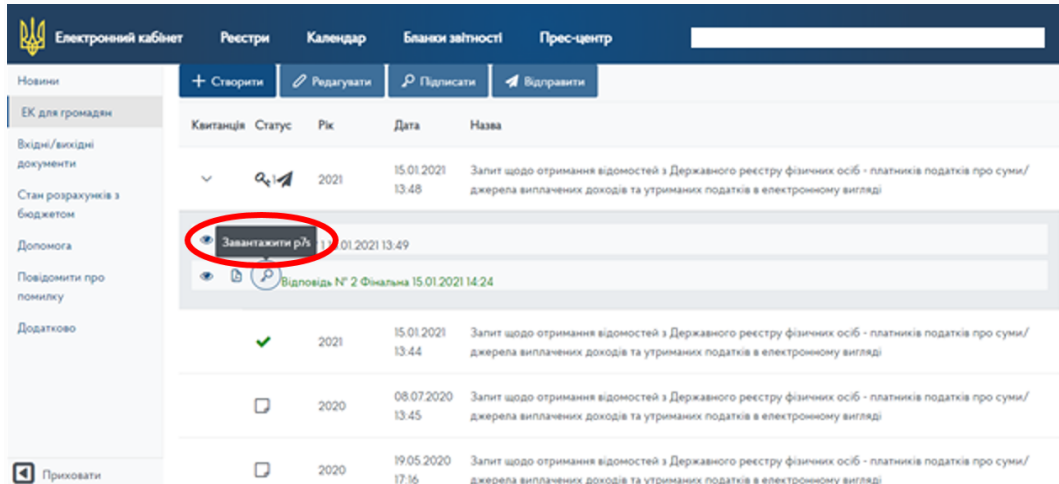 Електронний кабінет
Реєстри
Календар
Бланки звітності
Прес-центр
Новини
ЕК для громадян
Вхідні/вихідні
документи
Стан розрахунків з
бюджетом
Допомога
Повідомити про
помилку
Додатково
Приховати
+ Створити
Редагувати
Підписати
Відправити
Квитанція Статус Рік Дата Назва
2021
15.01.2021
13:48
Запит щодо отримання відомостей з Державного реєстру фізичних осіб - платників податків про суми/
джерела виплачених доходів та утриманих податків в електронному вигляді
Завантажити p7s
.01.2021 13:49
Відповідь № 2 Фінальна 15.01.2021 14:24
2021
15.01.2021
13:44
Запит щодо отримання відомостей з Державного реєстру фізичних осіб - платників податків про суми/
джерела виплачених доходів та утриманих податків в електронному вигляді
2020
08.07.2020
13:45
Запит щодо отримання відомостей з Державного реєстру фізичних осіб - платників податків про суми/
джерела виплачених доходів та утриманих податків в електронному вигляді
2020
19.05.2020
17:16
Запит щодо отримання відомостей з Державного реєстру фізичних осіб - платників податків про суми/
джерела виплачених доходів та утриманих податків в електронному вигляді